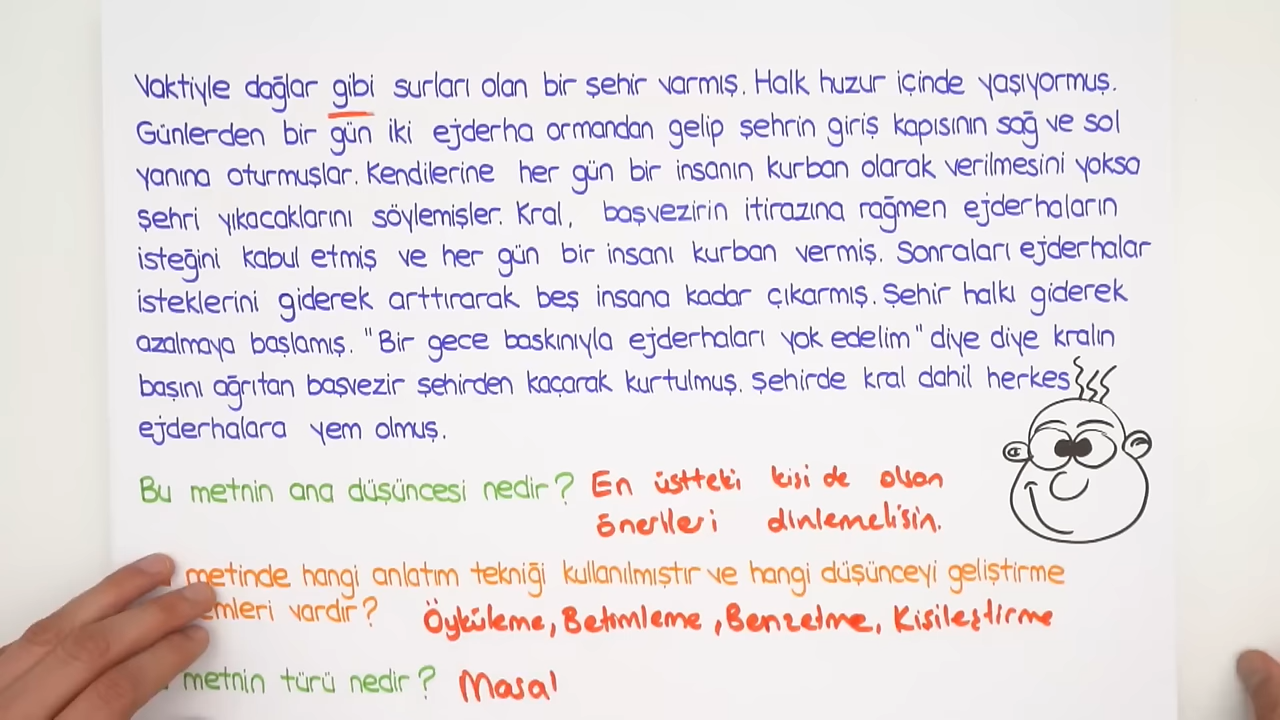 Vaktiyle dağlar gibi surları olan bir şehir varmış. Halk huzur içinde yaşıyormuş.
Günlerden bir gün iki ejderha ormandan gelip şehrin giriş kapısının sağ ve sol
yanına oturmuşlar. Kendilerine her gün bir insanın kurban olarak verilmesini yoksa
şehri yıkacaklarını söylemişler. Kral, başvezirin itirazına rağmen ejderhaların
isteğini kabul etmiş ve her gün bir insanı kurban vermiş. Sonraları ejderhalar
isteklerini giderek arttırarak beş insana kadar çıkarmış. Şehir halkı giderek
azalmaya başlamış. "Bir gece baskınıyla ejderhaları yok edelim" diye diye kralın
başını ağrıtan başvezir şehirden kaçarak kurtulmuş. Şehirde kral dahil herkes
ejderhalara yem olmuş.
Bu metnin ana düşüncesi nedir? En üstteki kişi de olsan
önerileri dinlemelisin.
metinde hangi anlatım tekniği kullanılmıştır ve hangi düşünceyi geliştirme
emleri vardır? Öyküleme, Betimleme, Benzetme, Kişileştirme
metnin türü nedir? Masal